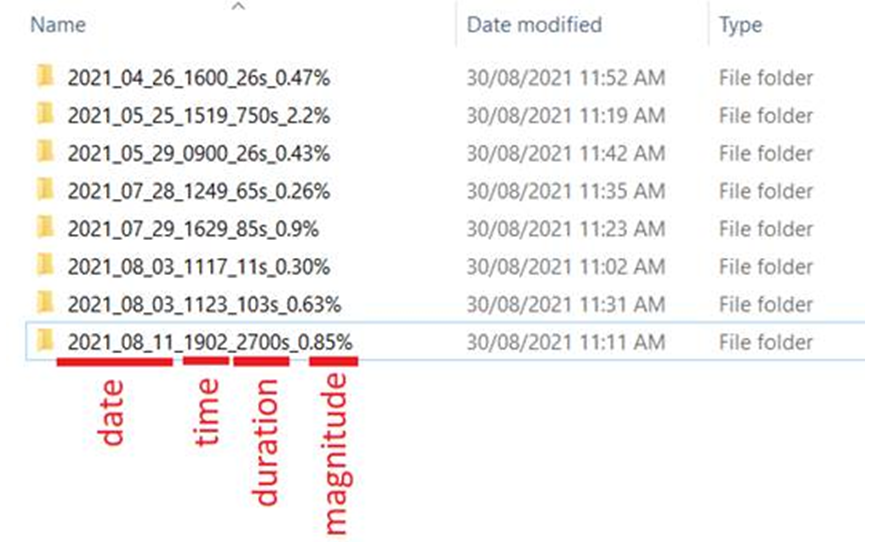 Name Date modified Type
2021_04_26_1600_26s_0.47% 30/08/2021 11:52 AM File folder
2021_05_25_1519_750s_2.2% 30/08/2021 11:19 AM File folder
2021_05_29_0900_26s_0.43% 30/08/2021 11:42 AM File folder
2021_07_28_1249_65s_0.26% 30/08/2021 11:35 AM File folder
2021_07_29_1629_85s_0.9% 30/08/2021 11:23 AM File folder
2021_08_03_1117_11s_0.30% 30/08/2021 11:02 AM File folder
2021_08_03_1123_103s_0.63% 30/08/2021 11:31 AM File folder
2021_08_11_1902_2700s_0.85% 30/08/2021 11:11 AM File folder
date
time
duration
magnitude